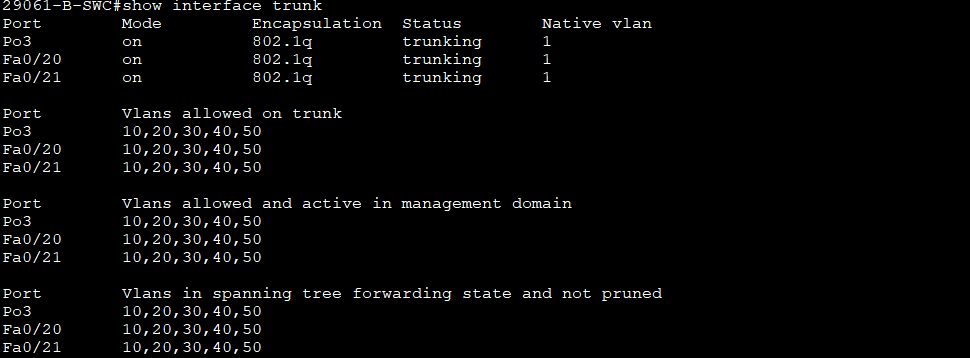 29061-B-SWC#show interface trunk
Port        Mode         Encapsulation  Status        Native vlan
Po3         on           802.1q         trunking      1
Fa0/20      on           802.1q         trunking      1
Fa0/21      on           802.1q         trunking      1
Port        Vlans allowed on trunk
Po3         10,20,30,40,50
Fa0/20      10,20,30,40,50
Fa0/21      10,20,30,40,50
Port        Vlans allowed and active in management domain
Po3         10,20,30,40,50
Fa0/20      10,20,30,40,50
Fa0/21      10,20,30,40,50
Port        Vlans in spanning tree forwarding state and not pruned
Po3         10,20,30,40,50
Fa0/20      10,20,30,40,50
Fa0/21      10,20,30,40,50